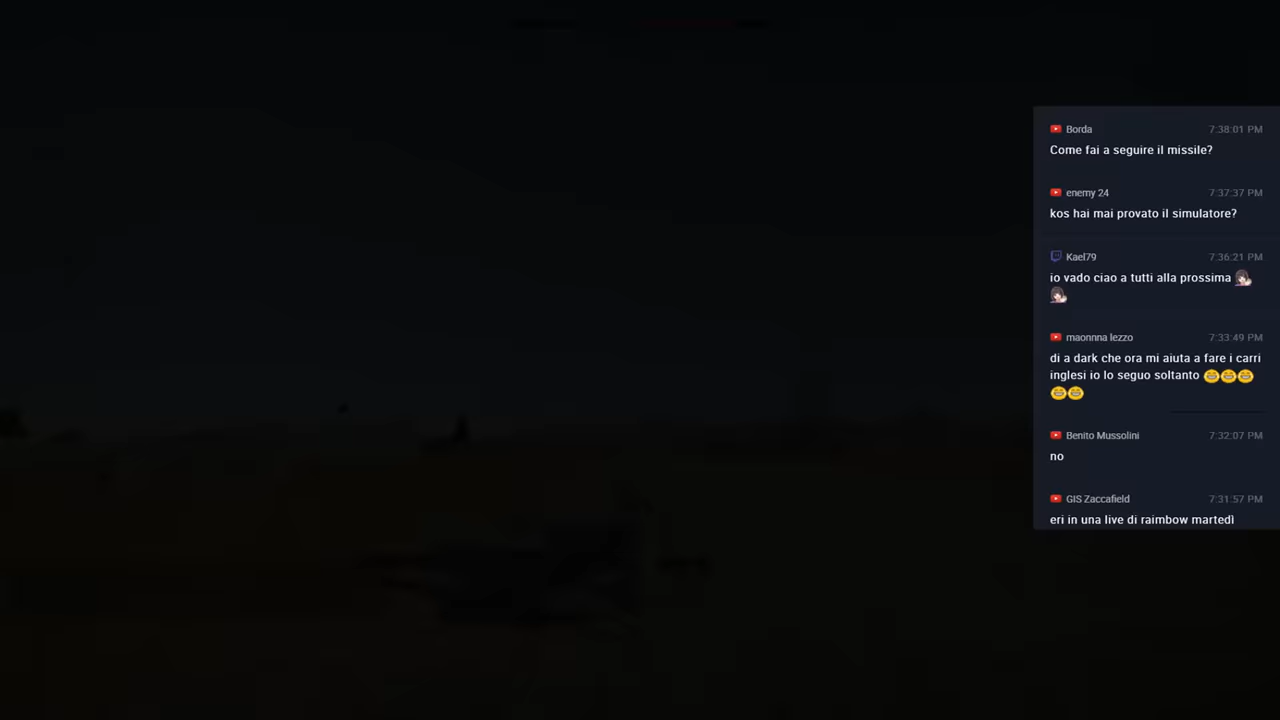 Borda 7:38:01 PM
Come fai a seguire il missile?
enemy 24 7:37:37 PM
kos hai mai provato il simulatore?
Kael79 7:36:21 PM
io vado ciao a tutti alla prossima
maonnna lezzo 7:33:49 PM
di a dark che ora mi aiuta a fare i carri
inglesi io lo seguo soltanto 😂😂😂
😂😂
Benito Mussolini 7:32:07 PM
no
GIS Zaccafield 7:31:57 PM
eri in una live di raimbow martedì